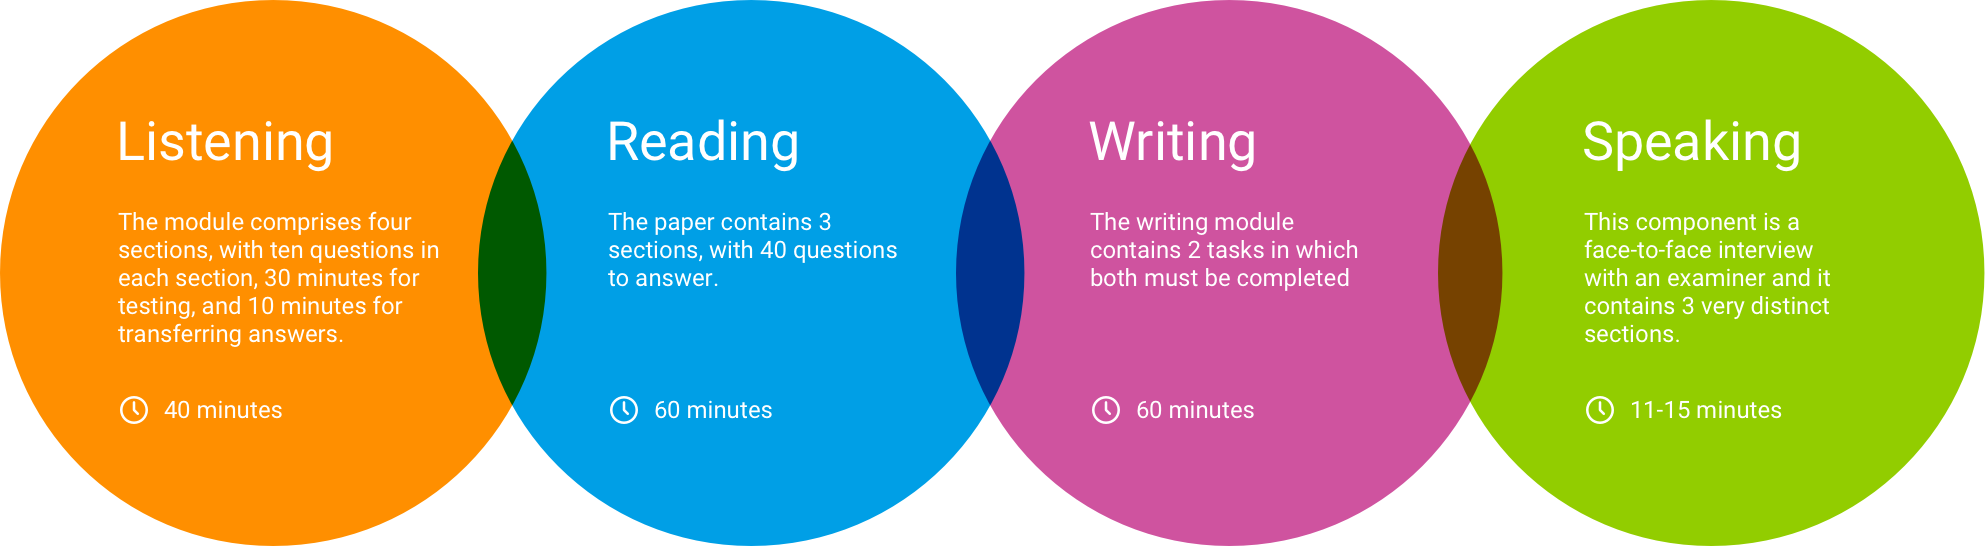 Listening
The module comprises four
sections, with ten questions in
each section, 30 minutes for
testing, and 10 minutes for
transferring answers.
40 minutes
Reading
The paper contains 3
sections, with 40 questions
to answer.
60 minutes
Writing
The writing module
contains 2 tasks in which
both must be completed
60 minutes
Speaking
This component is a
face-to-face interview
with an examiner and it
contains 3 very distinct
sections.
11-15 minutes